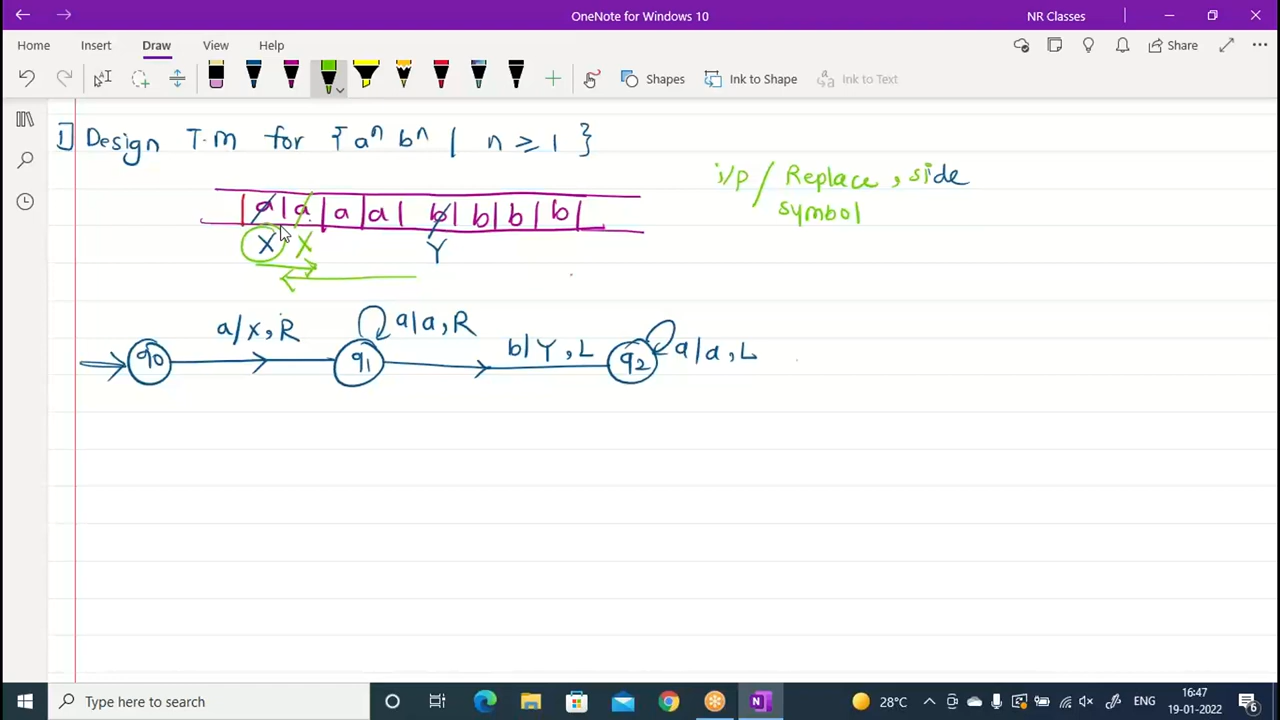 OneNote for Windows 10
NR Classes
Home Insert Draw View Help
Share
Shapes
Ink to Shape
Ink to Text
1] Design T.M for { aⁿ bⁿ | n ≥ 1 }
i/p / Replace , side
symbol
a a a a b b b b
X X Y
a/x, R
a/a, R
b/Y, L
a/a, L
q0 q1 q2
Type here to search
28°C
ENG
16:47
19-01-2022
6